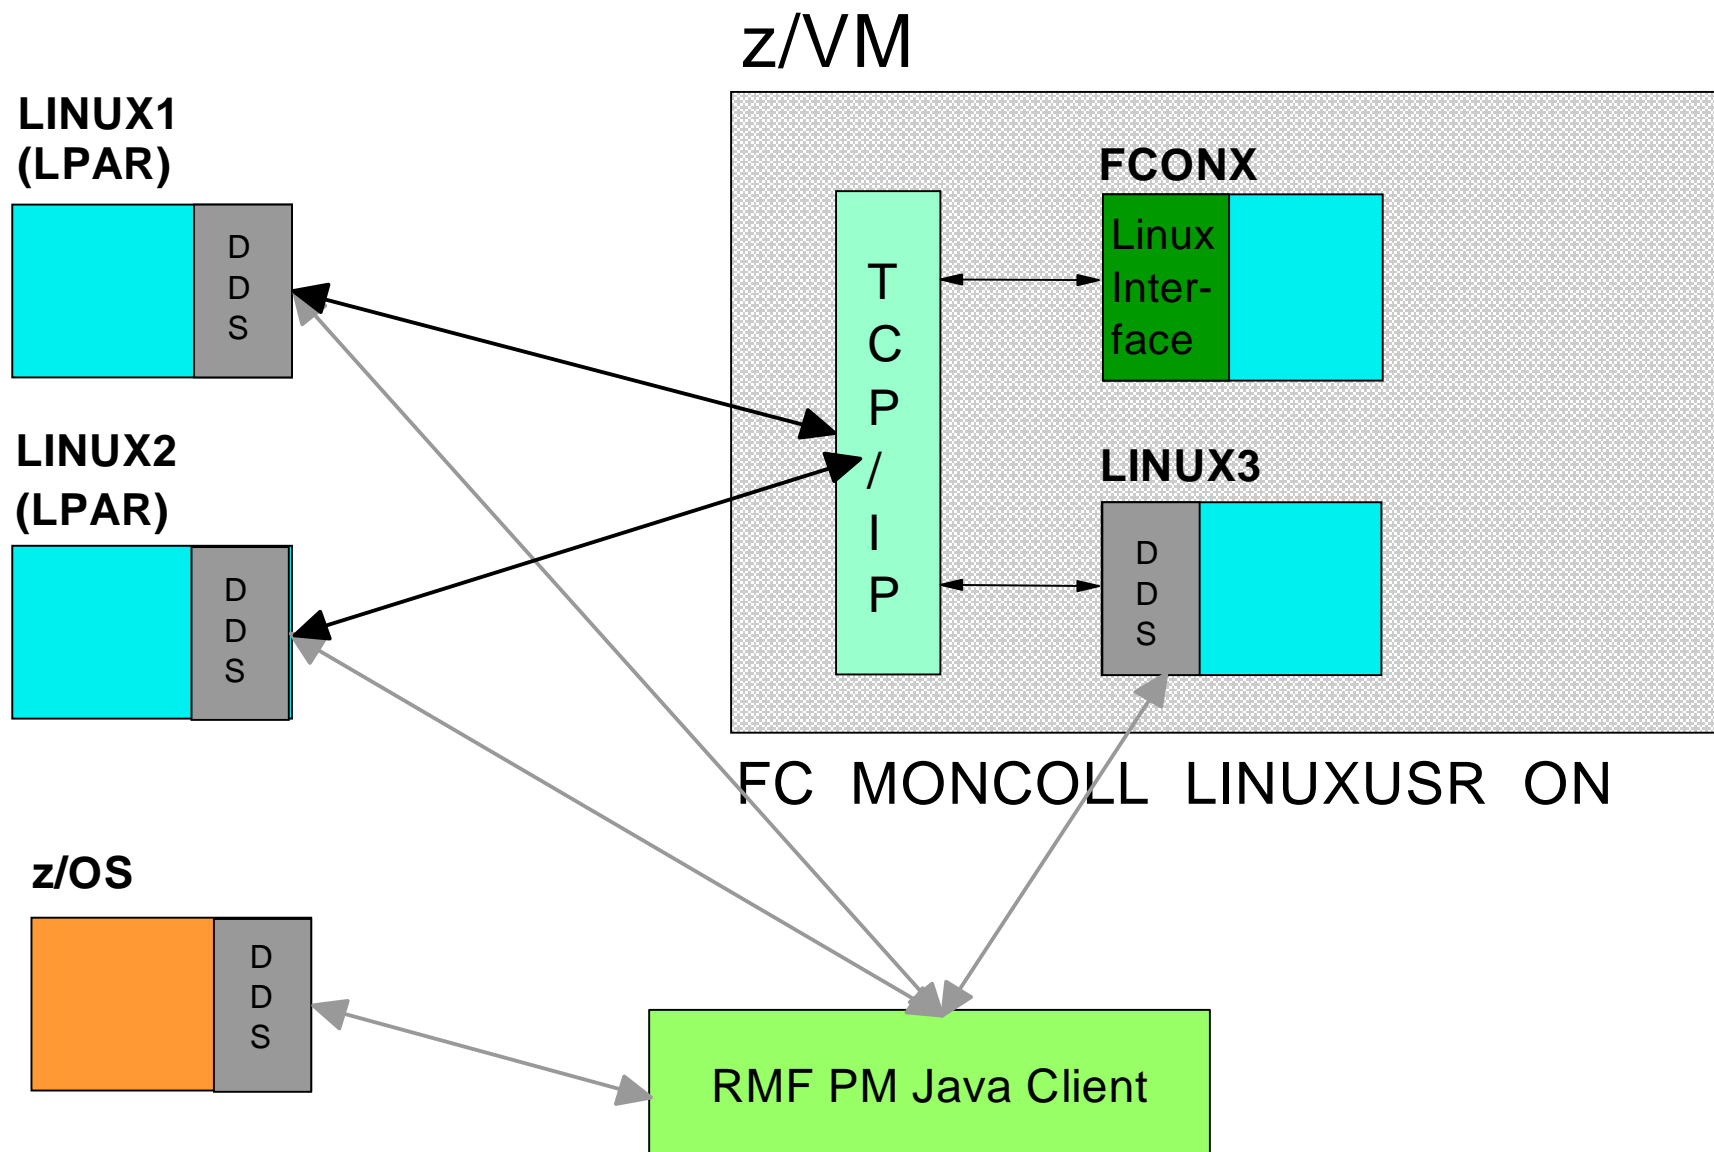 z/VM
LINUX1
(LPAR)
D
D
S
FCONX
Linux
Inter-
face
T
C
P
/
I
P
LINUX2
(LPAR)
D
D
S
LINUX3
D
D
S
FC MONCOLL LINUXUSR ON
z/OS
D
D
S
RMF PM Java Client